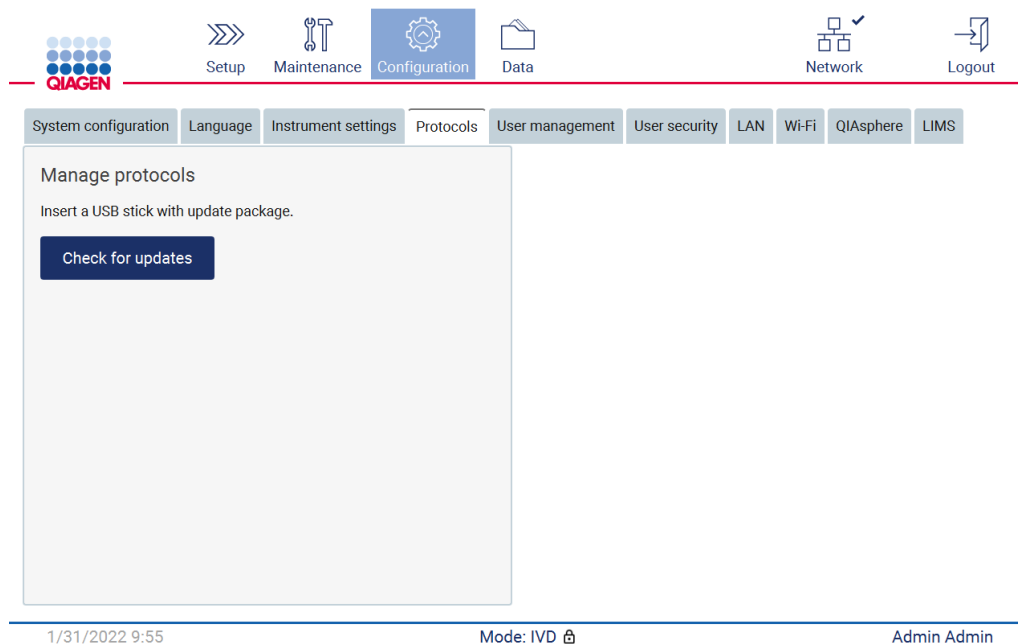 QIAGEN
Setup
Maintenance
Configuration
Data
Network
Logout
System configuration
Language
Instrument settings
Protocols
User management
User security
LAN
Wi-Fi
QIAsphere
LIMS
Manage protocols
Insert a USB stick with update package.
Check for updates
1/31/2022 9:55
Mode: IVD
Admin Admin